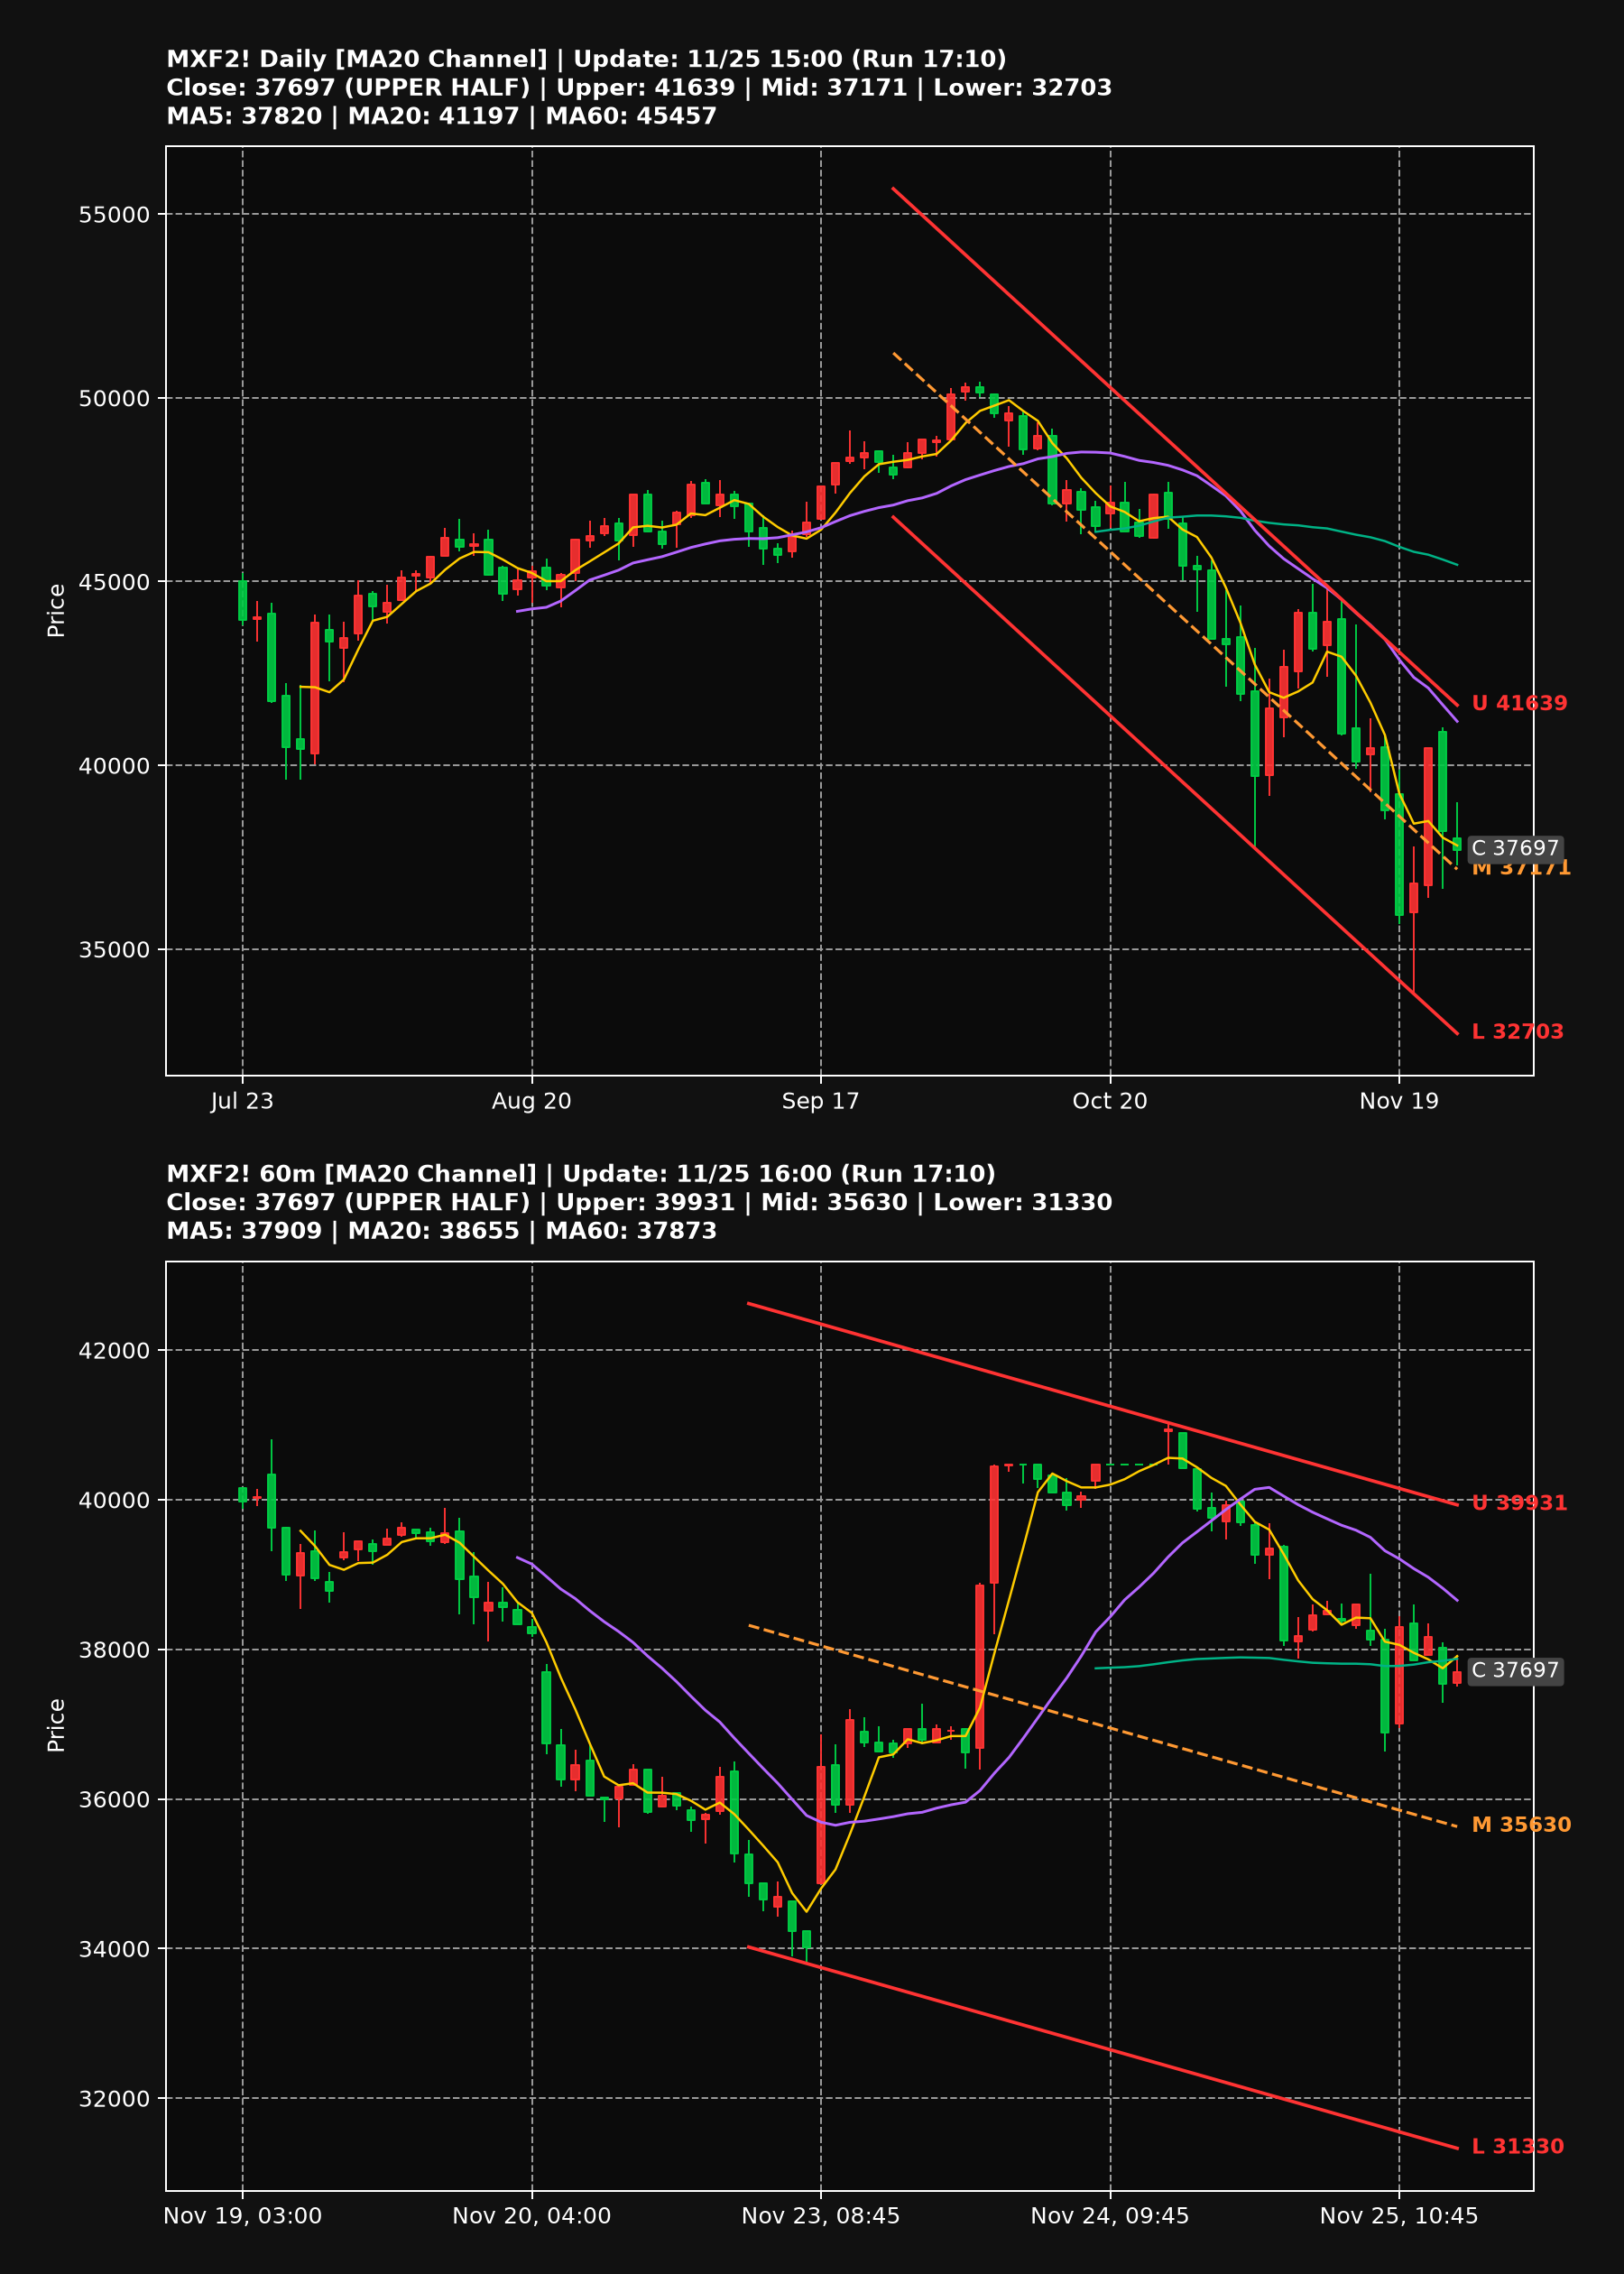 MXF2! Daily [MA20 Channel] | Update: 11/25 15:00 (Run 17:10)
Close: 37697 (UPPER HALF) | Upper: 41639 | Mid: 37171 | Lower: 32703
MA5: 37820 | MA20: 41197 | MA60: 45457
55000
50000
45000
Price
U 41639
40000
C 37697
M 37171
35000
L 32703
Jul 23
Aug 20
Sep 17
Oct 20
Nov 19
MXF2! 60m [MA20 Channel] | Update: 11/25 16:00 (Run 17:10)
Close: 37697 (UPPER HALF) | Upper: 39931 | Mid: 35630 | Lower: 31330
MA5: 37909 | MA20: 38655 | MA60: 37873
42000
40000
U 39931
38000
C 37697
Price
36000
M 35630
34000
32000
L 31330
Nov 19, 03:00
Nov 20, 04:00
Nov 23, 08:45
Nov 24, 09:45
Nov 25, 10:45